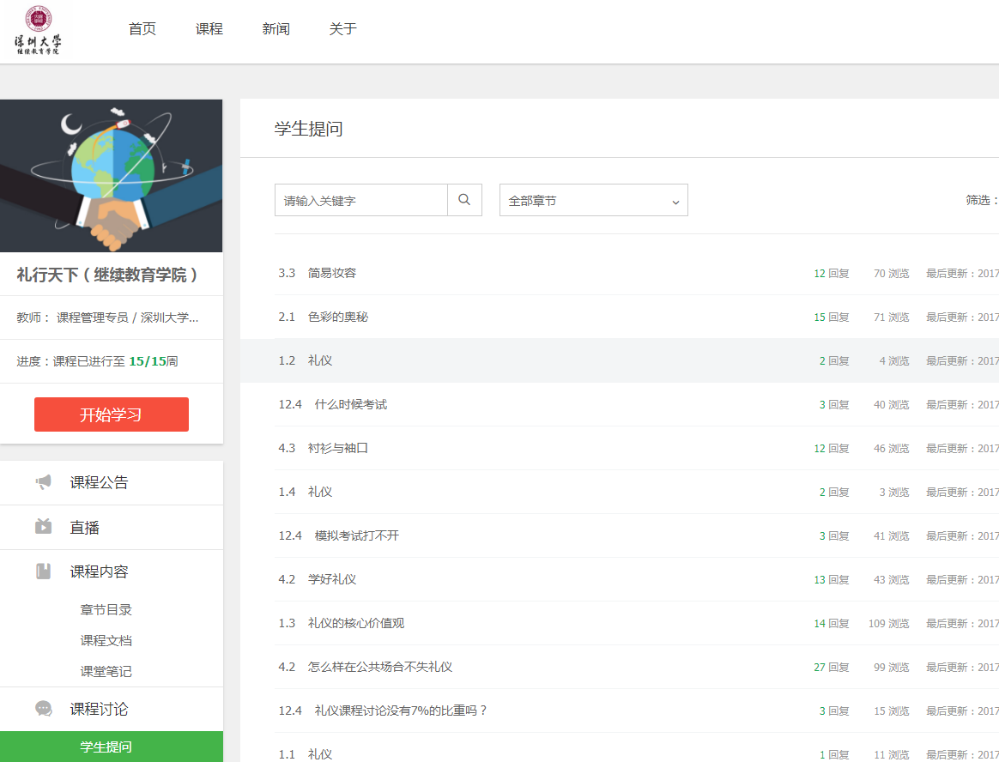 深圳大学
继续教育学院
首页 课程 新闻 关于
礼行天下(继续教育学院)
教师： 课程管理专员 / 深圳大学...
进度：课程已进行至 15/15周
开始学习
课程公告
直播
课程内容
章节目录
课程文档
课堂笔记
课程讨论
学生提问
学生提问
请输入关键字 全部章节 筛选：
3.3 简易妆容 12 回复 70 浏览 最后更新：2017
2.1 色彩的奥秘 15 回复 71 浏览 最后更新：2017
1.2 礼仪 2 回复 4 浏览 最后更新：2017
12.4 什么时候考试 3 回复 40 浏览 最后更新：2017
4.3 衬衫与袖口 12 回复 46 浏览 最后更新：2017
1.4 礼仪 2 回复 3 浏览 最后更新：2017
12.4 模拟考试打不开 3 回复 41 浏览 最后更新：2017
4.2 学好礼仪 13 回复 43 浏览 最后更新：2017
1.3 礼仪的核心价值观 14 回复 109 浏览 最后更新：2017
4.2 怎么样在公共场合不失礼仪 27 回复 99 浏览 最后更新：2017
12.4 礼仪课程讨论没有7%的比重吗？ 3 回复 15 浏览 最后更新：2017
1.1 礼仪 1 回复 11 浏览 最后更新：2017